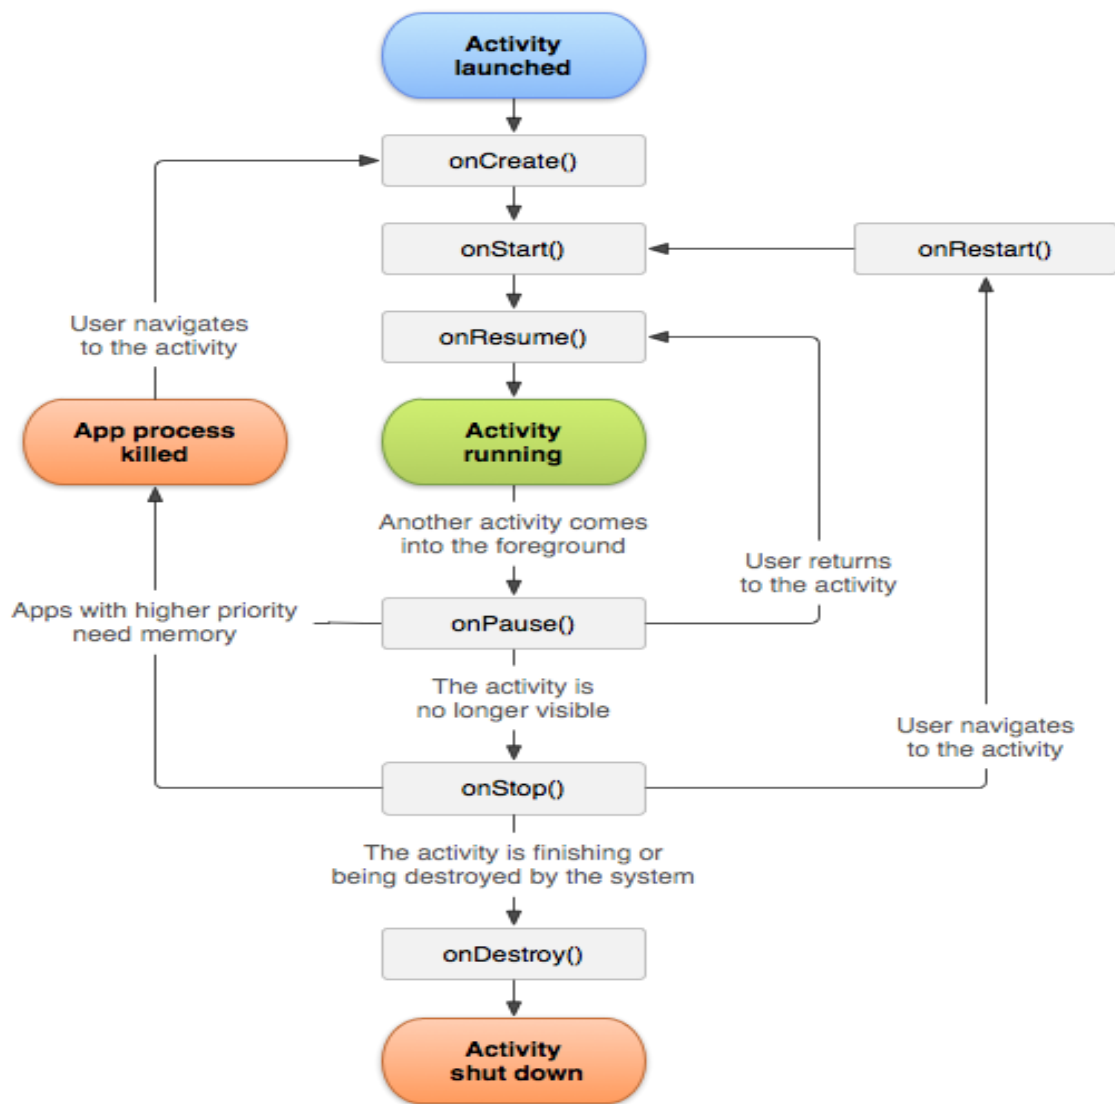 Activity
launched
onCreate()
onStart()
onRestart()
User navigates
to the activity
onResume()
App process
killed
Activity
running
Another activity comes
into the foreground
User returns
to the activity
Apps with higher priority
need memory
onPause()
The activity is
no longer visible
User navigates
to the activity
onStop()
The activity is finishing or
being destroyed by the system
onDestroy()
Activity
shut down